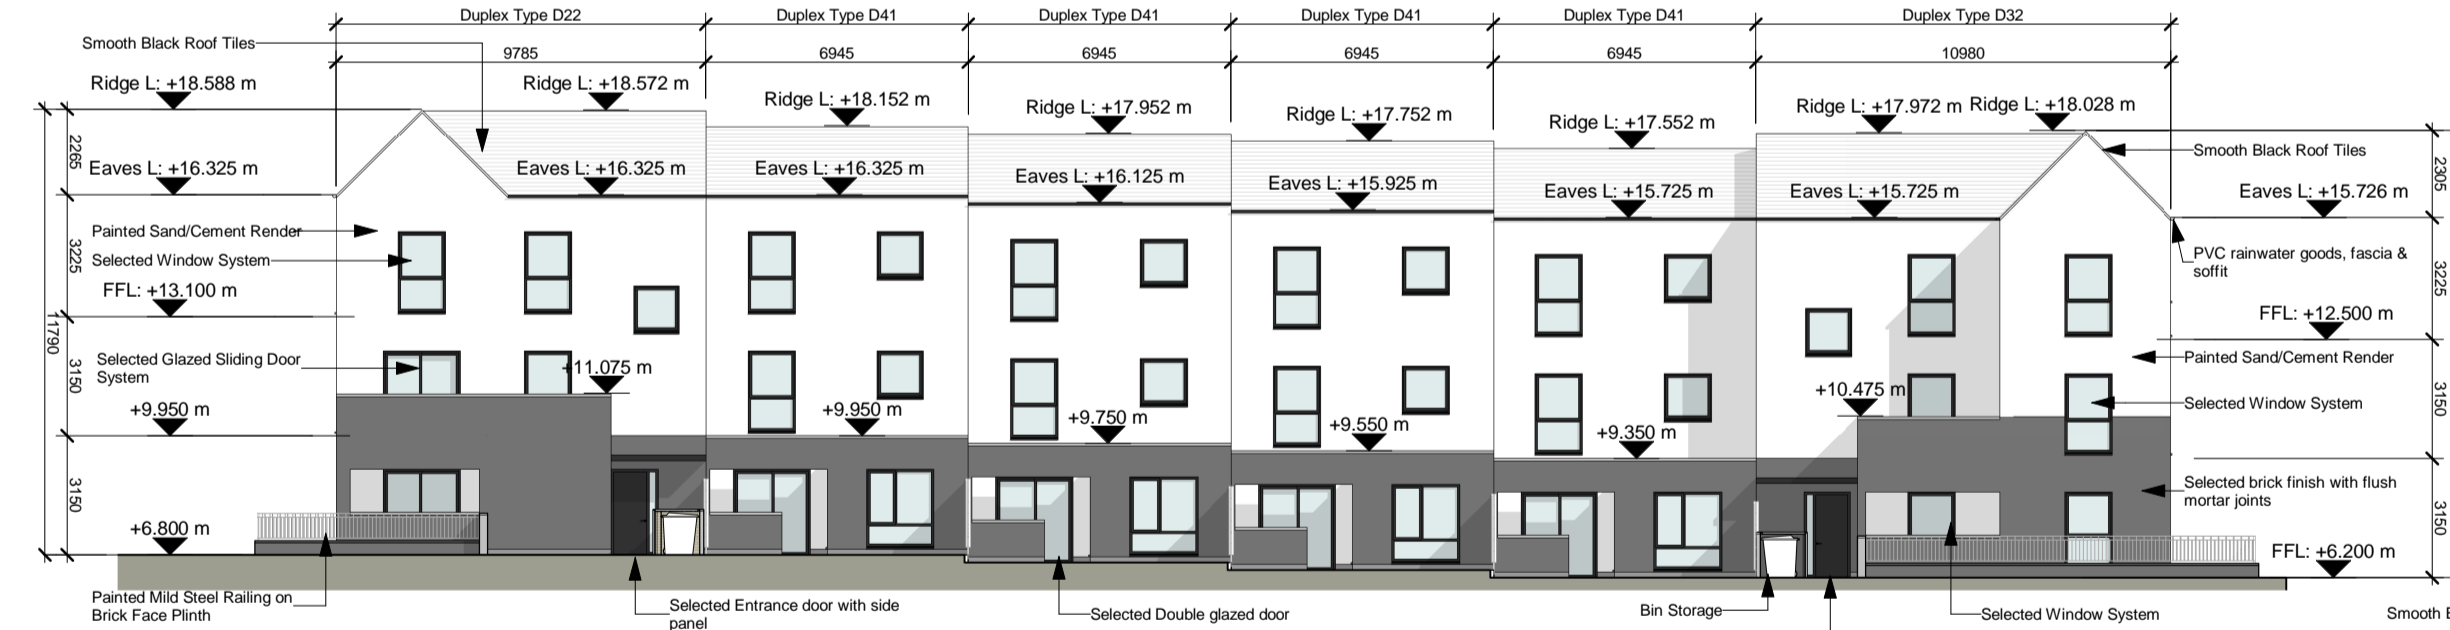 Duplex Type D22
Duplex Type D41
Duplex Type D41
Duplex Type D41
Duplex Type D41
Duplex Type D32
9785
6945
6945
6945
6945
10980
Smooth Black Roof Tiles
Ridge L: +18.588 m
Ridge L: +18.572 m
Ridge L: +18.152 m
Ridge L: +17.952 m
Ridge L: +17.752 m
Ridge L: +17.552 m
Ridge L: +17.972 m
Ridge L: +18.028 m
Smooth Black Roof Tiles
Eaves L: +16.325 m
Eaves L: +16.325 m
Eaves L: +16.325 m
Eaves L: +16.125 m
Eaves L: +15.925 m
Eaves L: +15.725 m
Eaves L: +15.725 m
Eaves L: +15.726 m
2265
3225
3150
3150
11790
2305
3225
3150
3150
Painted Sand/Cement Render
Selected Window System
FFL: +13.100 m
Selected Glazed Sliding Door
System
+9.950 m
+6.800 m
+11.075 m
+9.950 m
+9.750 m
+9.550 m
+9.350 m
+10.475 m
PVC rainwater goods, fascia &
soffit
FFL: +12.500 m
Painted Sand/Cement Render
Selected Window System
Selected brick finish with flush
mortar joints
FFL: +6.200 m
Painted Mild Steel Railing on
Brick Face Plinth
Selected Entrance door with side
panel
Selected Double glazed door
Bin Storage
Selected Window System
Smooth